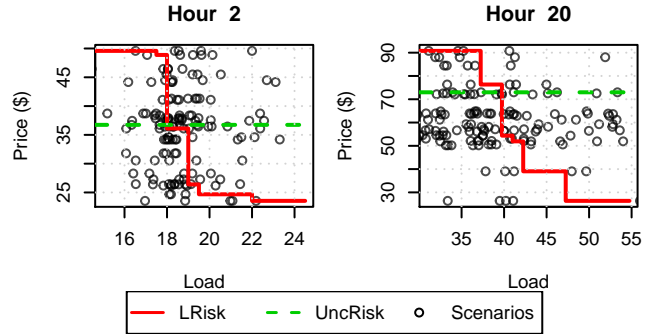 Hour 2
Hour 20
Price ($)
25 35 45
16 18 20 22 24
Load
Price ($)
30 50 70 90
35 40 45 50 55
Load
LRisk UncRisk Scenarios